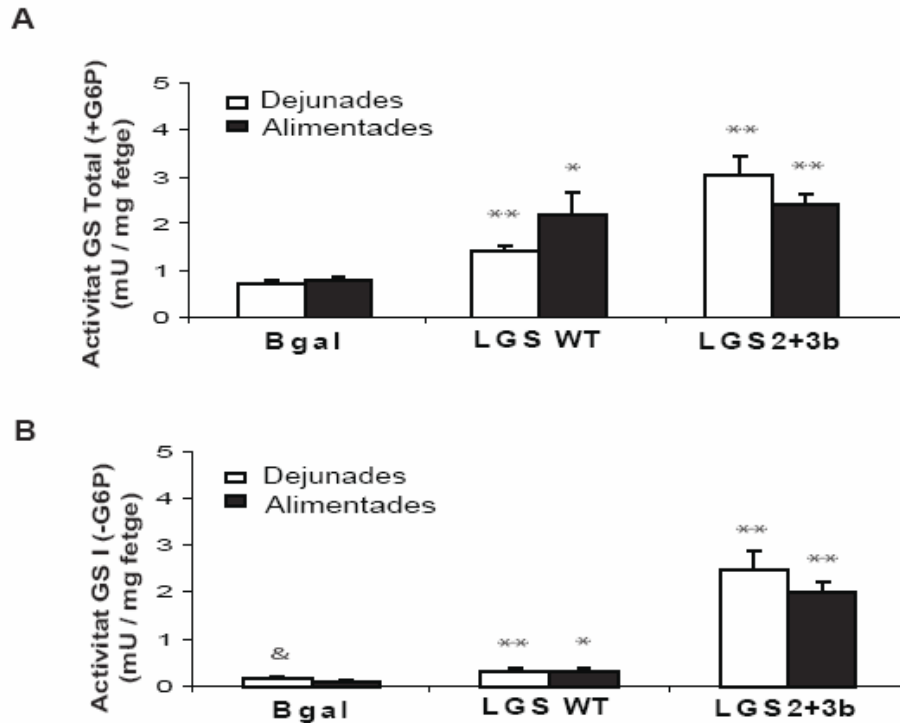 A
Activitat GS Total (+G6P)
(mU / mg fetge)
5
4
3
2
1
0
Dejunades
Alimentades
**
*
**
**
Bgal
LGS WT
LGS2+3b
B
Activitat GS I (-G6P)
(mU / mg fetge)
5
4
3
2
1
0
Dejunades
Alimentades
&
**
*
**
**
Bgal
LGS WT
LGS2+3b